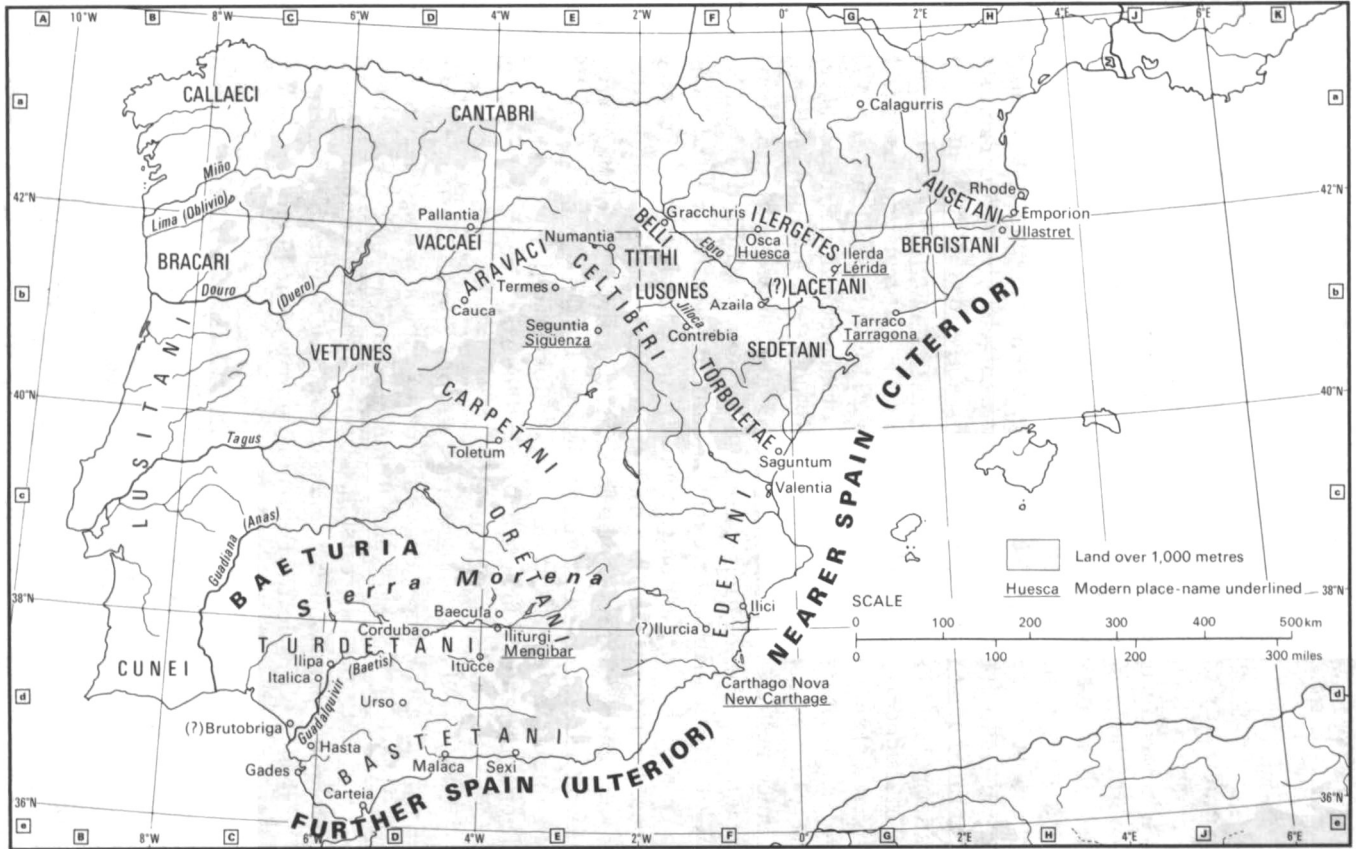 A B C D E F G H J K
10°W 8°W 6°W 4°W 2°W 0° 2°E 4°E 6°E
a a
CALLAECI
CANTABRI
Calagurris
Miño
42°N
Lima (Oblivio)
Pallantia
VACCAEI
BRACARI
Douro
(Duero)
Numantia
ARAVACI
Termes
Cauca
CELTIBERI
BELLI
TITTHI
LUSONES
Gracchuris
Ebro
ILERGETES
Osca
Huesca
Ilerda
Lérida
AUSETANI
Rhode
Emporion
Ullastret
BERGISTANI
42°N
b b
(?)LACETANI
Azaila
Jiloca
Contrebia
Seguntia
Sigüenza
SEDETANI
Tarraco
Tarragona
VETTONES
40°N
CARPETANI
TORBOLETAE
40°N
LUSITANI
Tagus
Toletum
Saguntum
Valentia
c c
NEARER SPAIN (CITERIOR)
Guadiana
(Anas)
BAETURIA
Sierra Morena
ORETANI
EDETANI
38°N
Baecula
Corduba
Iliturgi
Mengibar
(?)Ilurcia
Ilici
TURDETANI
Itucce
CUNEI
Ilipa
Italica
Guadalquivir
(Baetis)
Urso
Carthago Nova
New Carthage
d d
(?)Brutobriga
Hasta
Gades
BASTETANI
Malaca
Sexi
Carteia
FURTHER SPAIN (ULTERIOR)
Land over 1,000 metres
Huesca Modern place-name underlined
38°N
SCALE
0 100 200 300 400 500km
0 100 200 300 miles
36°N 36°N
e e
8°W 6°W 4°W 2°W 0° 2°E 4°E 6°E
B C D E F G H J